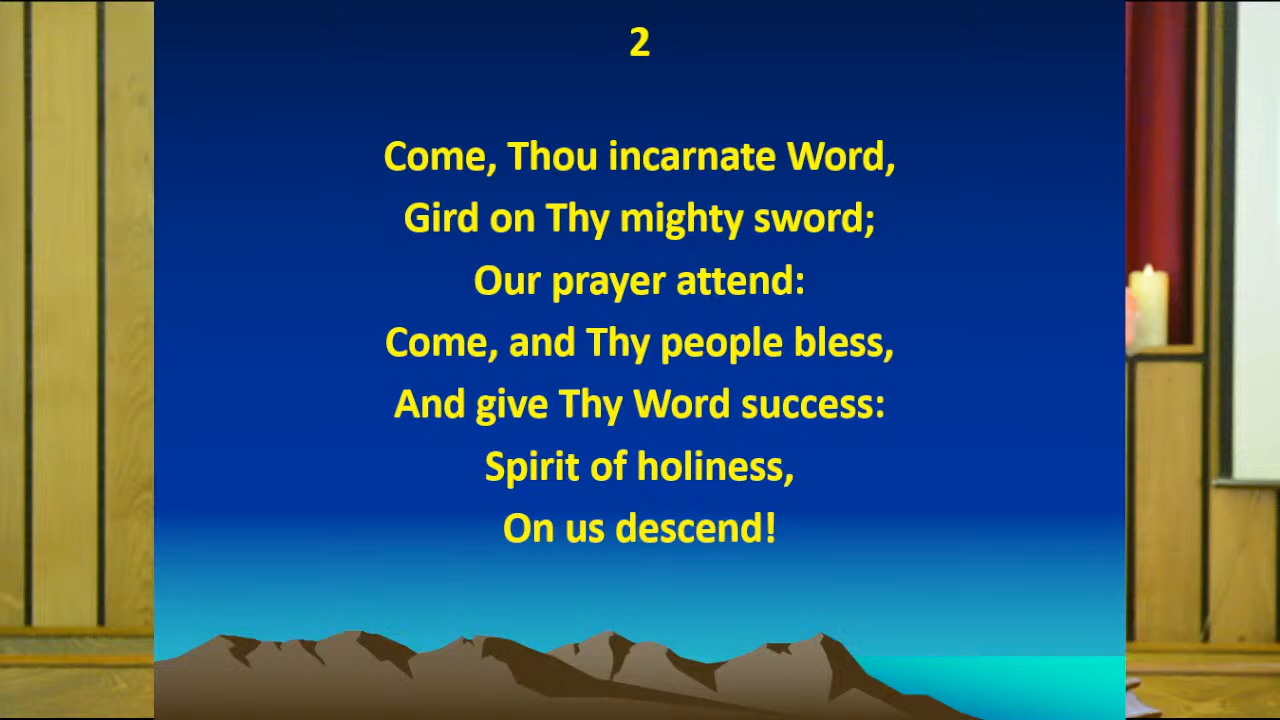 2
Come, Thou incarnate Word,
Gird on Thy mighty sword;
Our prayer attend:
Come, and Thy people bless,
And give Thy Word success:
Spirit of holiness,
On us descend!